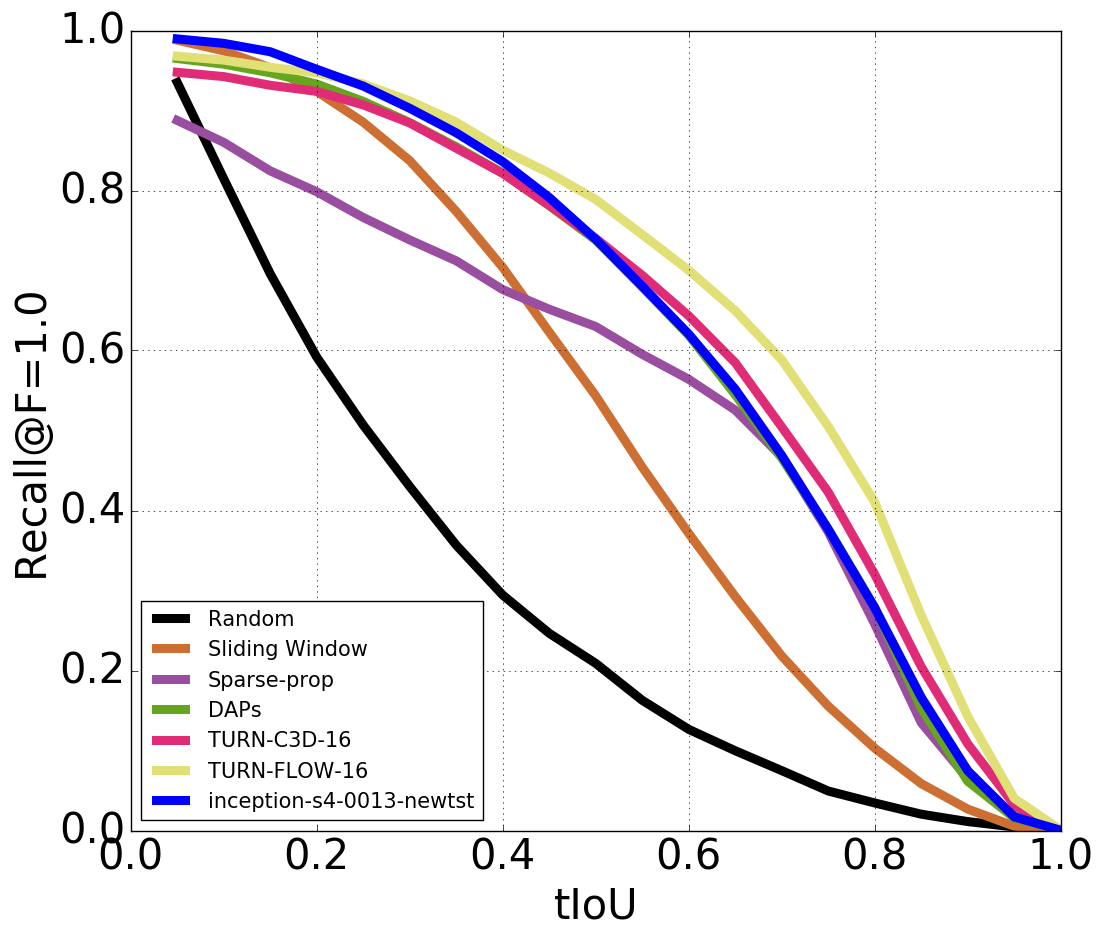 1.0
0.8
0.6
0.4
0.2
0.0
Recall@F=1.0
Random
Sliding Window
Sparse-prop
DAPs
TURN-C3D-16
TURN-FLOW-16
inception-s4-0013-newtst
0.0 0.2 0.4 0.6 0.8 1.0
tIoU